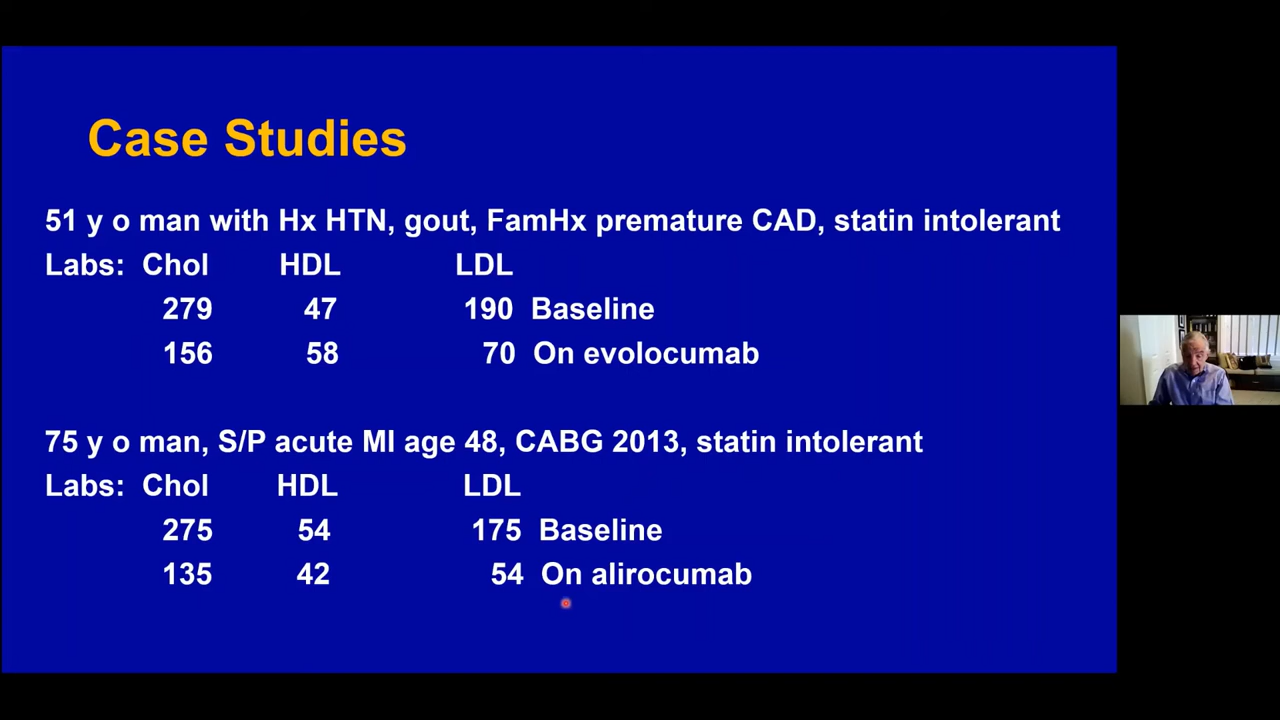 Case Studies
51 y o man with Hx HTN, gout, FamHx premature CAD, statin intolerant
Labs: Chol HDL LDL
279 47 190 Baseline
156 58 70 On evolocumab
75 y o man, S/P acute MI age 48, CABG 2013, statin intolerant
Labs: Chol HDL LDL
275 54 175 Baseline
135 42 54 On alirocumab